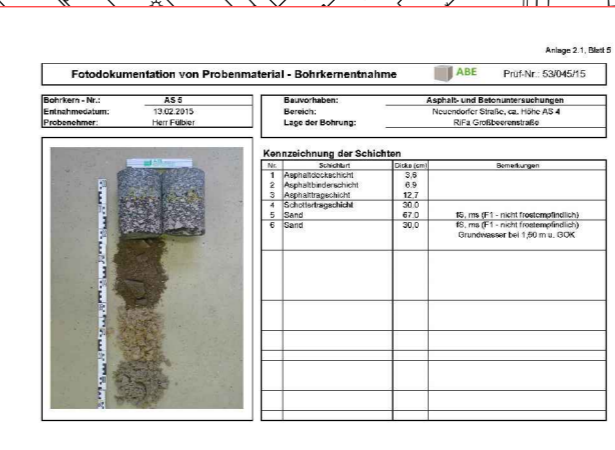 Anlage 2.1, Blatt 5
Fotodokumentation von Probenmaterial - Bohrkernentnahme ABE Prüf-Nr.: 53/045/15
Bohrkern - Nr.: AS 5
Entnahmedatum: 13.02.2015
Probenehmer: Herr Fübier
Bauvorhaben: Asphalt- und Betonuntersuchungen
Bereich: Neuendorfer Straße, ca. Höhe AS 4
Lage der Bohrung: RiFa Großbeerenstraße
Kennzeichnung der Schichten
Nr. Schichtart Dicke (cm) Bemerkungen
1 Asphaltdeckschicht 3,6
2 Asphaltbinderschicht 6,9
3 Asphalttragschicht 12,7
4 Schottertragschicht 30,0
5 Sand 67,0 fS, ms (F1 - nicht frostempfindlich)
6 Sand 30,0 fS, ms (F1 - nicht frostempfindlich)
Grundwasser bei 1,50 m u. GOK